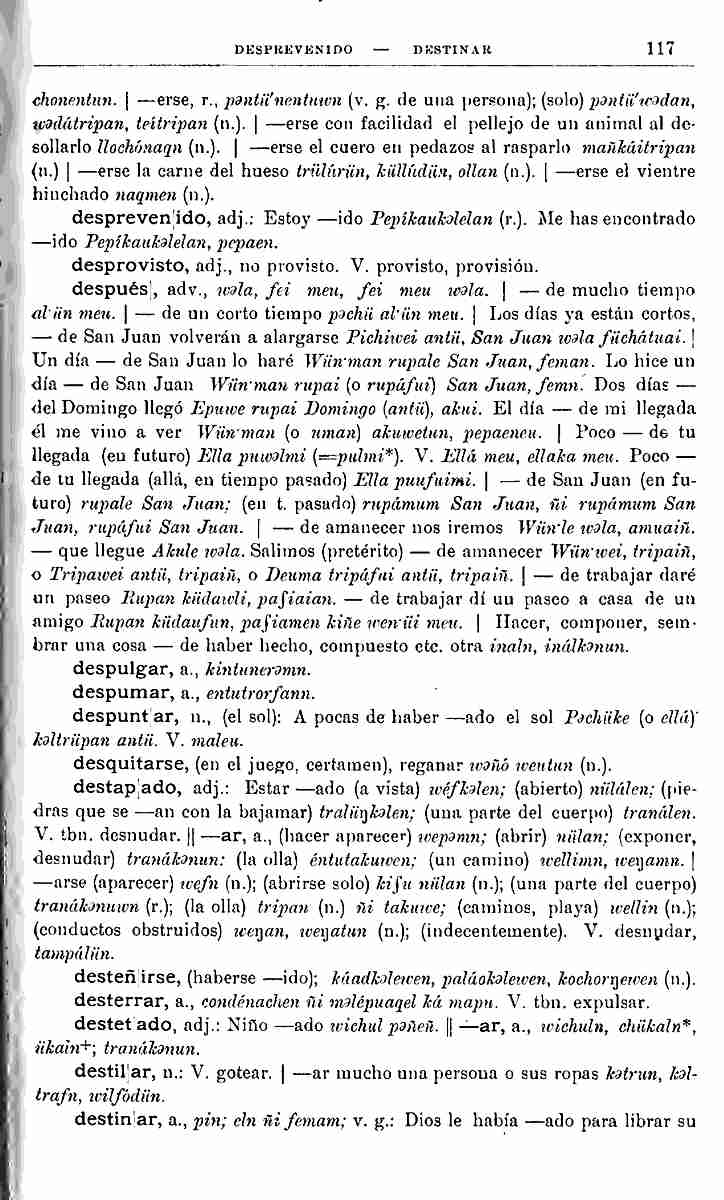 DESPREVENIDO — DESTINAR 117
chonentun. | —erse, r., pəntü'nentuwn (v. g. de una persona); (solo) pəntü'wədan,
wədátripan, teitripan (n.). | —erse con facilidad el pellejo de un animal al de-
sollarlo llochónaqn (n.). | —erse el cuero en pedazos al rasparlo mañkáitripan
(n.) | —erse la carne del hueso trülúrün, küllüdün, ollan (n.). | —erse el vientre
hinchado naqmen (n.).
despreven|ido, adj.: Estoy —ido Pepíkaukəlelan (r.). Me has encontrado
—ido Pepíkaukəlelan, pepaen.
desprovisto, adj., no provisto. V. provisto, provisión.
después|, adv., wəla, fei meu, fei meu wəla. | — de mucho tiempo
al·ün meu. | — de un corto tiempo pəchü al·ün meu. | Los días ya están cortos,
— de San Juan volverán a alargarse Pichiwei antü, San Juan wəla füchátuai. |
Un día — de San Juan lo haré Wün·man rupale San Juan, feman. Lo hice un
día — de San Juan Wün·man rupai (o rupáfui) San Juan, femn. Dos días —
del Domingo llegó Epuwe rupai Domingo (antü), akui. El día — de mi llegada
él me vino a ver Wün·man (o uman) akuwetun, pepaeneu. | Poco — de tu
llegada (en futuro) Ella puwəlmi (=pulmi*). V. Ellá meu, ellaka meu. Poco —
de tu llegada (allá, en tiempo pasado) Ella puufuimi. | — de San Juan (en fu-
turo) rupale San Juan; (en t. pasado) rupámum San Juan, ñi rupámum San
Juan, rupáfui San Juan. | — de amanecer nos iremos Wün·le wəla, amuaiñ.
— que llegue Akule wəla. Salimos (pretérito) — de amanecer Wün·wei, tripaiñ,
o Tripawei antü, tripaiñ, o Deuma tripáfui antü, tripaiñ. | — de trabajar daré
un paseo Rupan küdawli, paʃiaian. — de trabajar dí un paseo a casa de un
amigo Rupan küdaufun, paʃiamen kiñe wen·üi meu. | Hacer, componer, sem-
brar una cosa — de haber hecho, compuesto etc. otra inaln, inálkənun.
despulgar, a., kintunerəmn.
despumar, a., entutrorfann.
despunt|ar, n., (el sol): A pocas de haber —ado el sol Pəchüke (o ellá)
kəltrüpan antü. V. maleu.
desquitarse, (en el juego, certamen), reganar wəñó weutun (n.).
destap|ado, adj.: Estar —ado (a vista) wéfkəlen; (abierto) nülálen; (pie-
dras que se —an con la bajamar) tralüŋkəlen; (una parte del cuerpo) tranálen.
V. tbn. desnudar. || —ar, a., (hacer aparecer) wepəmn; (abrir) nülan; (exponer,
desnudar) tranákənun: (la olla) éntutakuwen; (un camino) wellimn, weŋamn. |
—arse (aparecer) wefn (n.); (abrirse solo) kiʃu nülan (n.); (una parte del cuerpo)
tranákənuwn (r.); (la olla) tripan (n.) ñi takuwe; (caminos, playa) wellin (n.);
(conductos obstruidos) weŋan, weŋatun (n.); (indecentemente). V. desnudar,
tampálün.
desteñ|irse, (haberse —ido); káadkəlewen, paláokəlewen, kochorŋewen (n.).
desterrar, a., condénachen ñi məlépuaqel ká mapu. V. tbn. expulsar.
destet|ado, adj.: Niño —ado wichul pəñeñ. || —ar, a., wichuln, chükaln*,
ükaln+; tranákənun.
destil|ar, n.: V. gotear. | —ar mucho una persona o sus ropas kətrun, kəl-
trafn, wilfódün.
destin|ar, a., pin; eln ñi femam; v. g.: Dios le había —ado para librar su